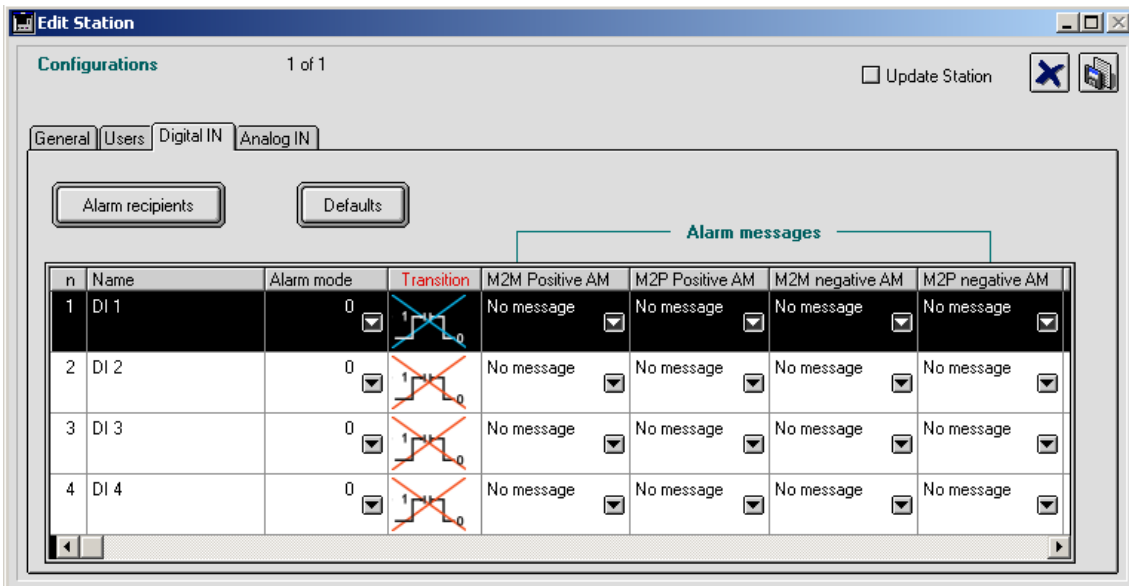 Edit Station
Configurations 1 of 1
Update Station
General Users Digital IN Analog IN
Alarm recipients Defaults
Alarm messages
n Name Alarm mode Transition M2M Positive AM M2P Positive AM M2M negative AM M2P negative AM
1 DI 1 0 1 0 No message No message No message No message
2 DI 2 0 1 0 No message No message No message No message
3 DI 3 0 1 0 No message No message No message No message
4 DI 4 0 1 0 No message No message No message No message